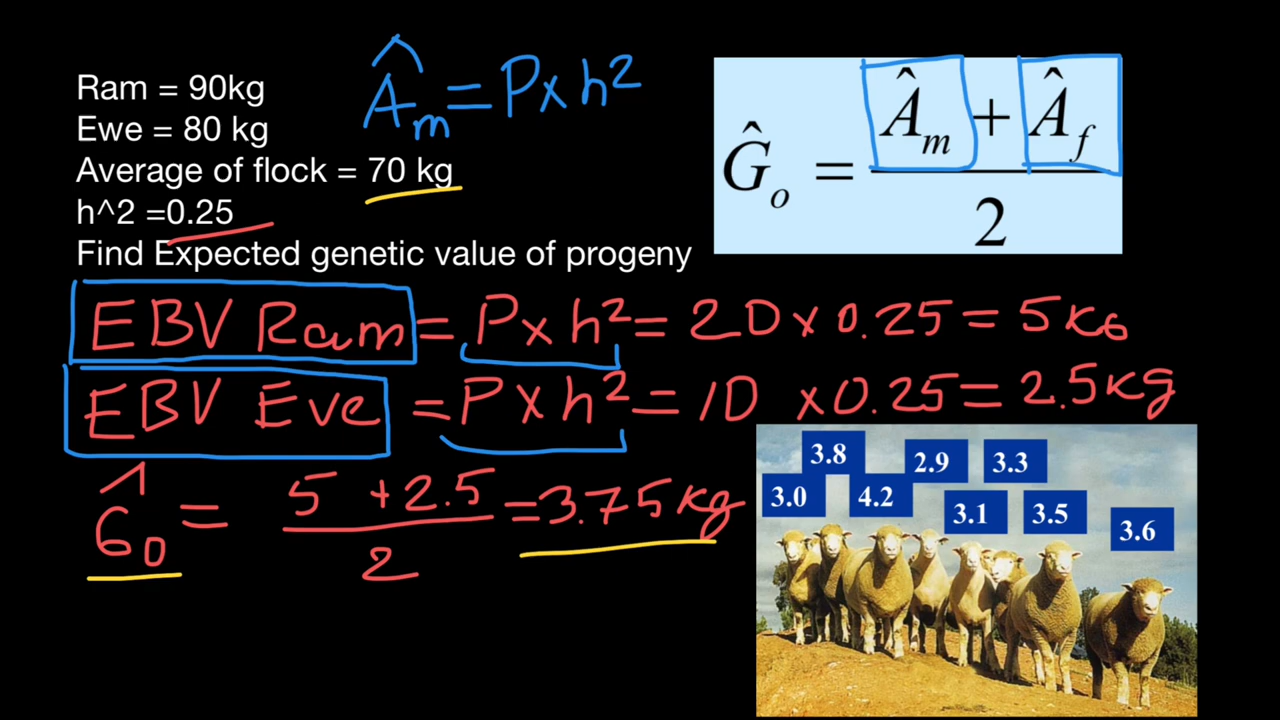 Ram = 90kg
Ewe = 80 kg
Average of flock = 70 kg
h^2 =0.25
Find Expected genetic value of progeny
Âm = P x h²
Ĝo = (Âm + Âf) / 2
EBV Ram = P x h² = 20 x 0.25 = 5 KG
EBV Eve = P x h² = 10 x 0.25 = 2.5 kg
Ĝo = (5 + 2.5) / 2 = 3.75 kg
3.8
2.9
3.3
3.0
4.2
3.1
3.5
3.6